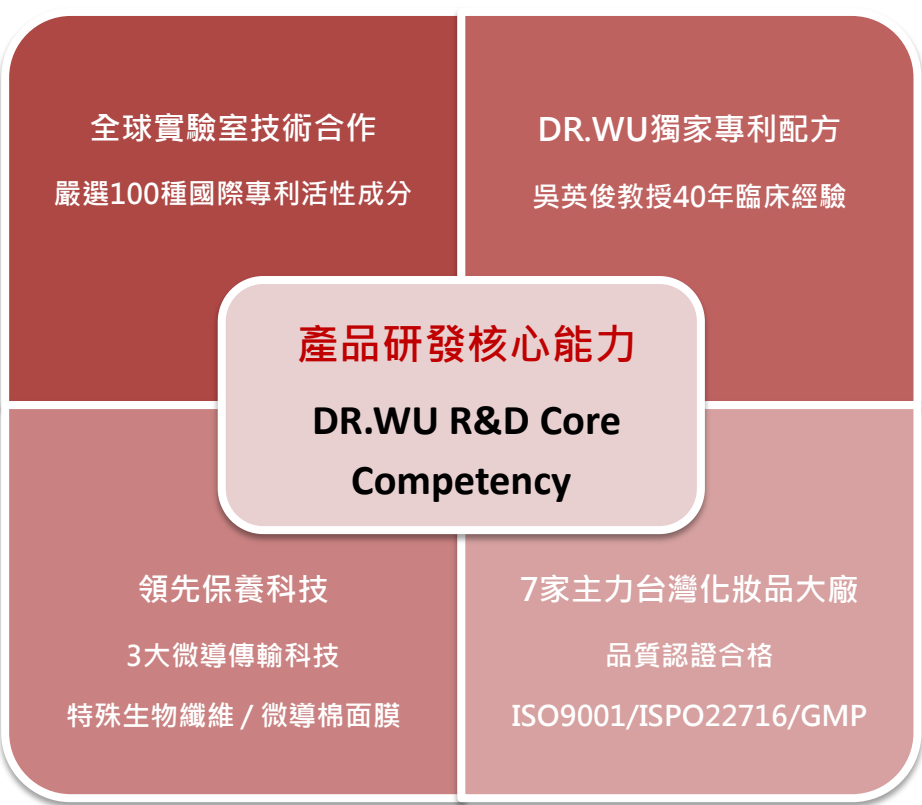 全球實驗室技術合作
嚴選100種國際專利活性成分
DR.WU獨家專利配方
吳英俊教授40年臨床經驗
產品研發核心能力
DR.WU R&D Core
Competency
領先保養科技
3大微導傳輸科技
特殊生物纖維 / 微導棉面膜
7家主力台灣化妝品大廠
品質認證合格
ISO9001/ISPO22716/GMP